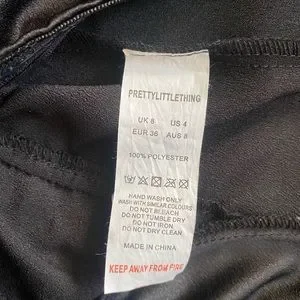 PRETTYLITTLETHING
UK 8 US 4
EUR 36 AUS 8
100% POLYESTER
HAND WASH ONLY
WASH WITH SIMILAR COLOURS
DO NOT BLEACH
DO NOT TUMBLE DRY
DO NOT IRON
DO NOT DRY CLEAN
MADE IN CHINA
KEEP AWAY FROM FIRE